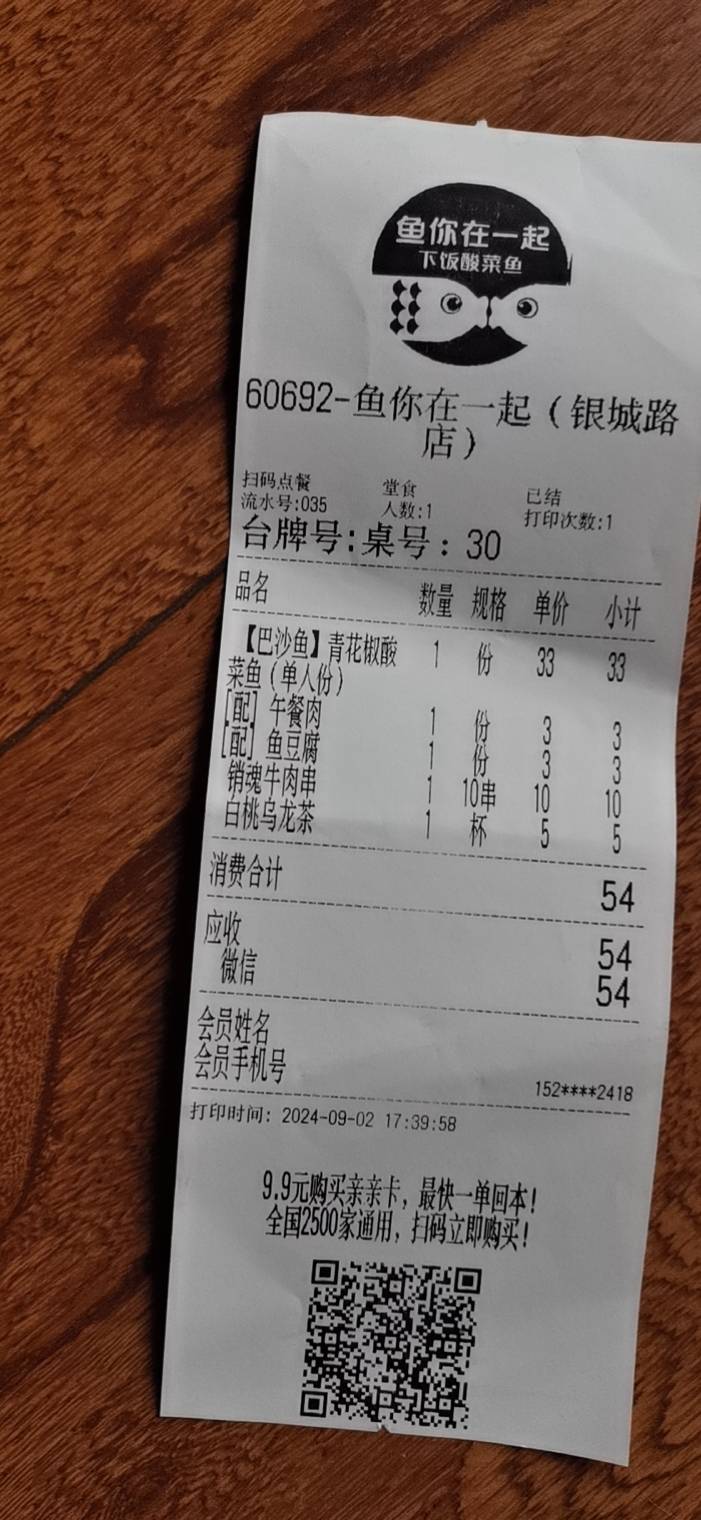 鱼你在一起
下饭酸菜鱼
60692-鱼你在一起（银城路
店）
扫码点餐 堂食 已结
流水号:035 人数:1 打印次数:1
台牌号:桌号：30
品名 数量 规格 单价 小计
【巴沙鱼】青花椒酸 1 份 33 33
菜鱼（单人份）
[配] 午餐肉 1 份 3 3
[配] 鱼豆腐 1 份 3 3
销魂牛肉串 1 10串 10 10
白桃乌龙茶 1 杯 5 5
消费合计 54
应收 54
微信 54
会员姓名
会员手机号 152****2418
打印时间: 2024-09-02 17:39:58
9.9元购买亲亲卡，最快一单回本！
全国2500家通用，扫码立即购买！